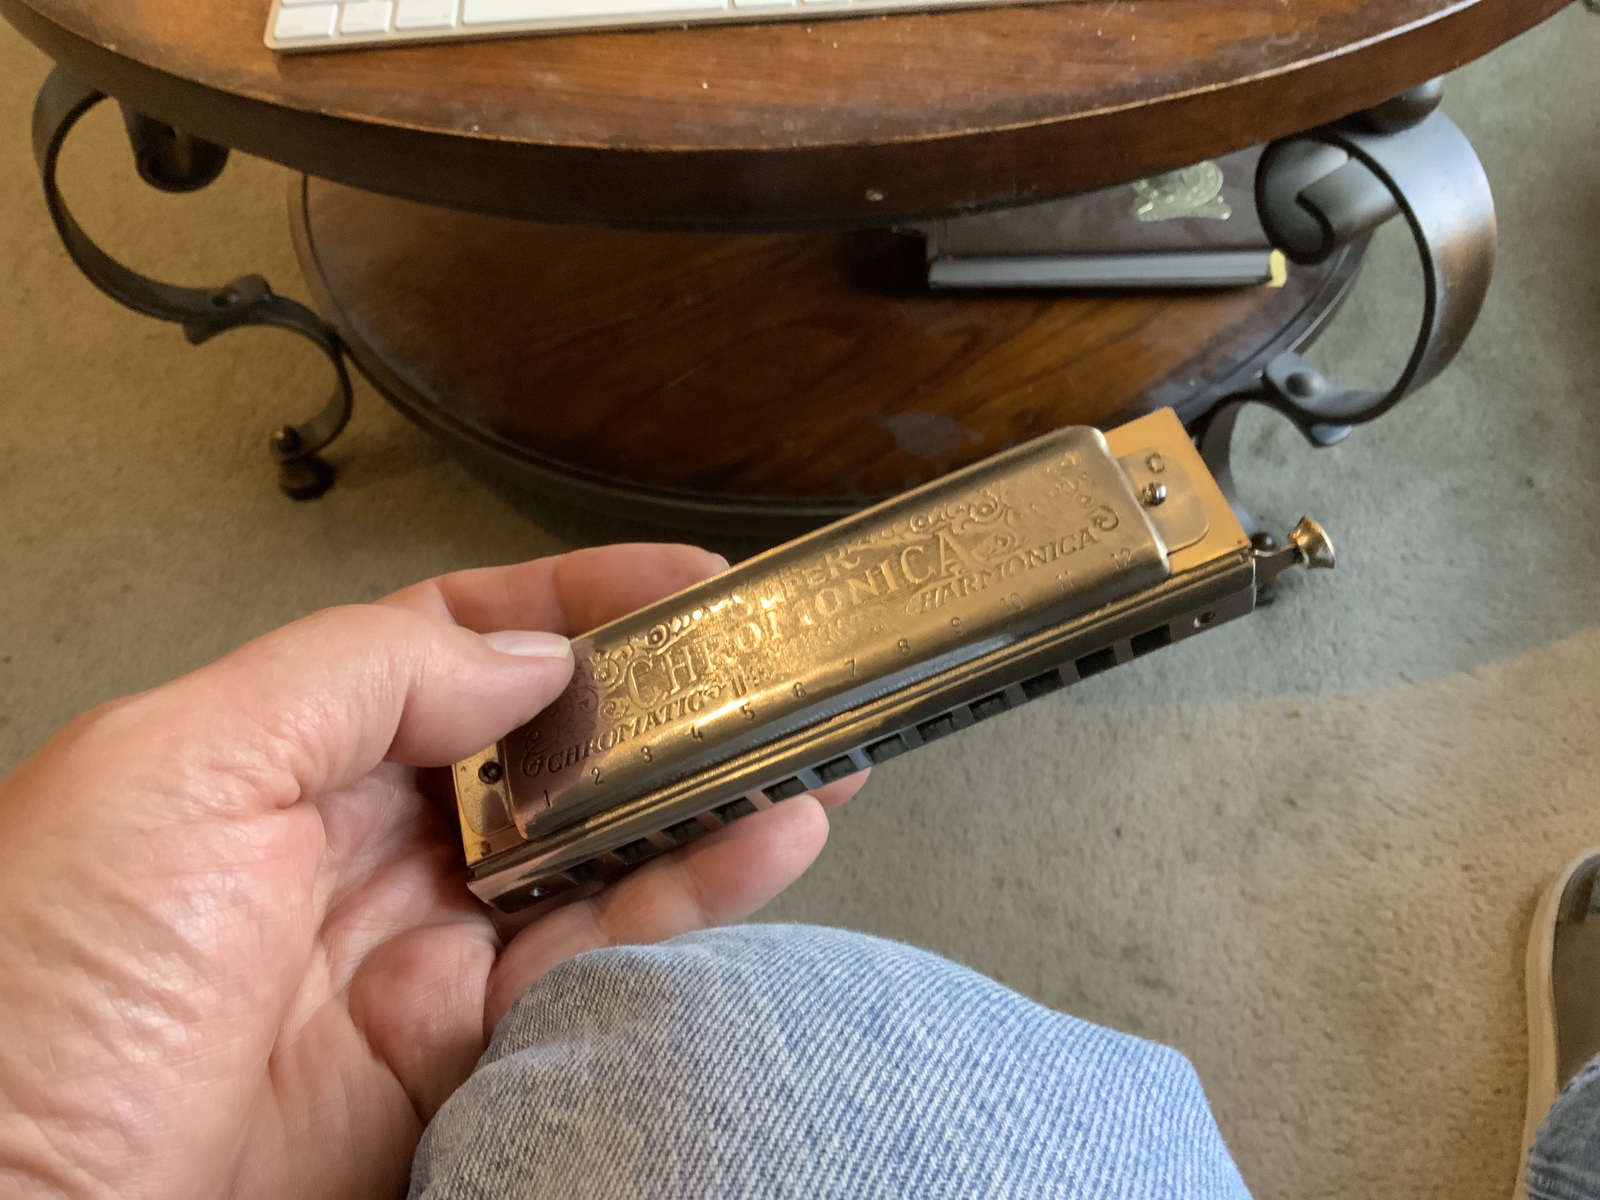 C
SUPER
CHROMONICA
CHROMATIC HARMONICA
1 2 3 4 5 6 7 8 9 10 11 12